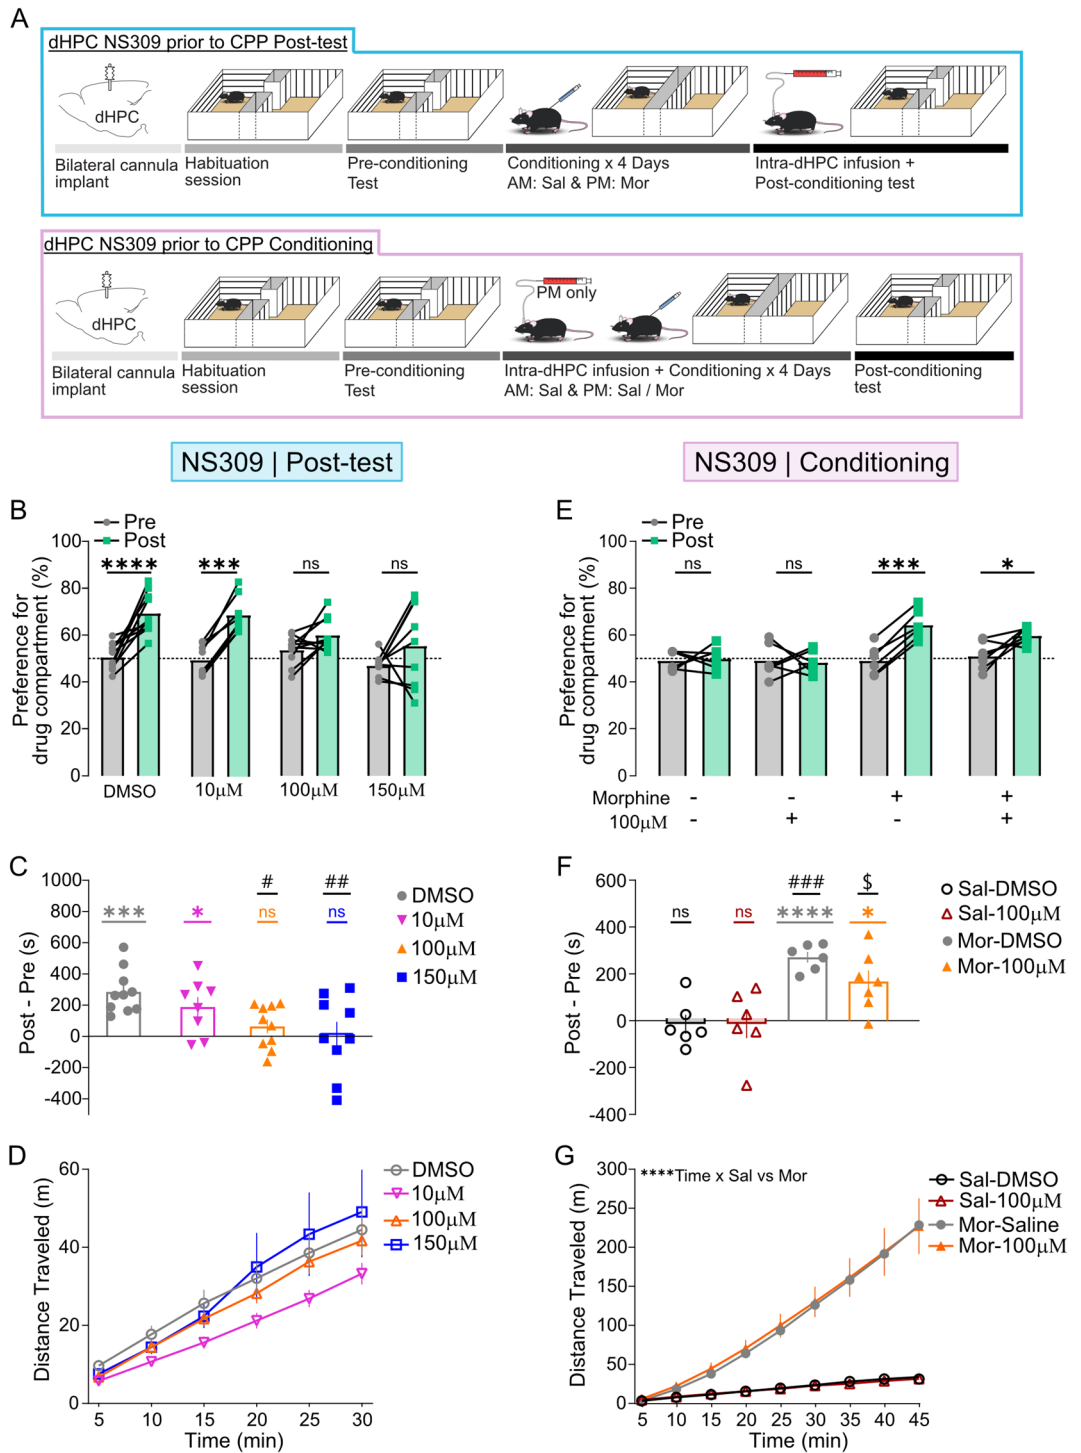 A
dHPC NS309 prior to CPP Post-test
dHPC
Bilateral cannula
implant
Habituation
session
Pre-conditioning
Test
Conditioning x 4 Days
AM: Sal & PM: Mor
Intra-dHPC infusion +
Post-conditioning test
dHPC NS309 prior to CPP Conditioning
dHPC
PM only
Bilateral cannula
implant
Habituation
session
Pre-conditioning
Test
Intra-dHPC infusion + Conditioning x 4 Days
AM: Sal & PM: Sal / Mor
Post-conditioning
test
NS309 | Post-test
NS309 | Conditioning
B
Pre
Post
Preference for
drug compartment (%)
100
80
60
40
20
0
****
***
ns
ns
DMSO
10µM
100µM
150µM
E
Pre
Post
Preference for
drug compartment (%)
100
80
60
40
20
0
ns
ns
***
*
Morphine - - + +
100µM - + - +
C
Post - Pre (s)
1000
800
600
400
200
0
-200
-400
***
*
#
ns
##
ns
DMSO
10µM
100µM
150µM
F
Post - Pre (s)
600
400
200
0
-200
-400
ns
ns
###
****
$
*
Sal-DMSO
Sal-100µM
Mor-DMSO
Mor-100µM
D
Distance Traveled (m)
60
40
20
0
5 10 15 20 25 30
Time (min)
DMSO
10µM
100µM
150µM
G
Distance Traveled (m)
300
250
200
150
100
50
0
****Time x Sal vs Mor
5 10 15 20 25 30 35 40 45
Time (min)
Sal-DMSO
Sal-100µM
Mor-Saline
Mor-100µM